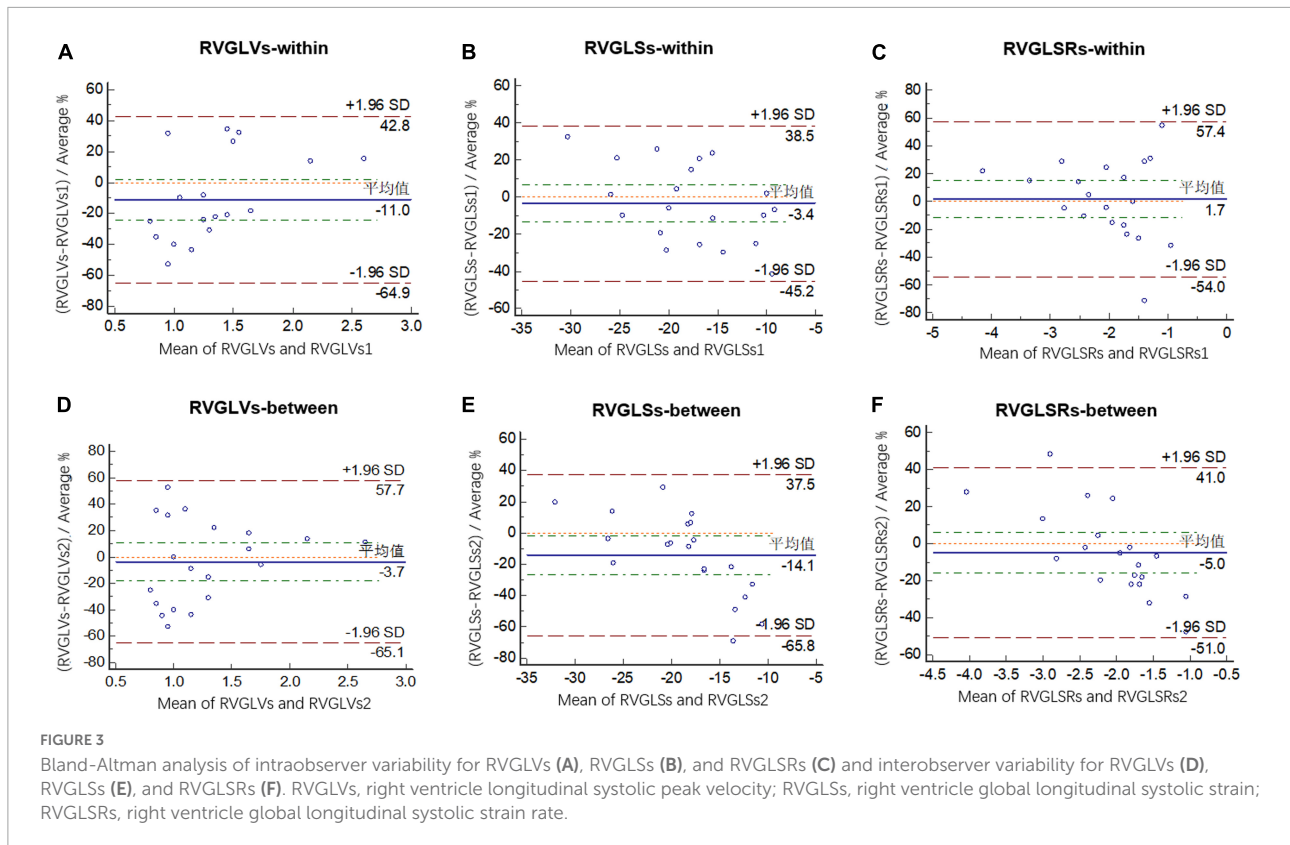 A
RVGLVs-within
(RVGLVs-RVGLVs1) / Average %
60
40
20
0
-20
-40
-60
-80
+1.96 SD
42.8
平均值
-11.0
-1.96 SD
-64.9
0.5 1.0 1.5 2.0 2.5 3.0
Mean of RVGLVs and RVGLVs1
B
RVGLSs-within
(RVGLSs-RVGLSs1) / Average %
60
40
20
0
-20
-40
-60
+1.96 SD
38.5
平均值
-3.4
-1.96 SD
-45.2
-35 -30 -25 -20 -15 -10 -5
Mean of RVGLSs and RVGLSs1
C
RVGLSRs-within
(RVGLSRs-RVGLSRs1) / Average %
80
60
40
20
0
-20
-40
-60
-80
+1.96 SD
57.4
平均值
1.7
-1.96 SD
-54.0
-5 -4 -3 -2 -1 0
Mean of RVGLSRs and RVGLSRs1
D
RVGLVs-between
(RVGLVs-RVGLVs2) / Average %
80
60
40
20
0
-20
-40
-60
-80
+1.96 SD
57.7
平均值
-3.7
-1.96 SD
-65.1
0.5 1.0 1.5 2.0 2.5 3.0
Mean of RVGLVs and RVGLVs2
E
RVGLSs-between
(RVGLSs-RVGLSs2) / Average %
60
40
20
0
-20
-40
-60
-80
+1.96 SD
37.5
平均值
-14.1
-1.96 SD
-65.8
-35 -30 -25 -20 -15 -10 -5
Mean of RVGLSs and RVGLSs2
F
RVGLSRs-between
(RVGLSRs-RVGLSRs2) / Average %
60
40
20
0
-20
-40
-60
+1.96 SD
41.0
平均值
-5.0
-1.96 SD
-51.0
-4.5 -4.0 -3.5 -3.0 -2.5 -2.0 -1.5 -1.0 -0.5
Mean of RVGLSRs and RVGLSRs2
FIGURE 3
Bland-Altman analysis of intraobserver variability for RVGLVs (A), RVGLSs (B), and RVGLSRs (C) and interobserver variability for RVGLVs (D),
RVGLSs (E), and RVGLSRs (F). RVGLVs, right ventricle longitudinal systolic peak velocity; RVGLSs, right ventricle global longitudinal systolic strain;
RVGLSRs, right ventricle global longitudinal systolic strain rate.